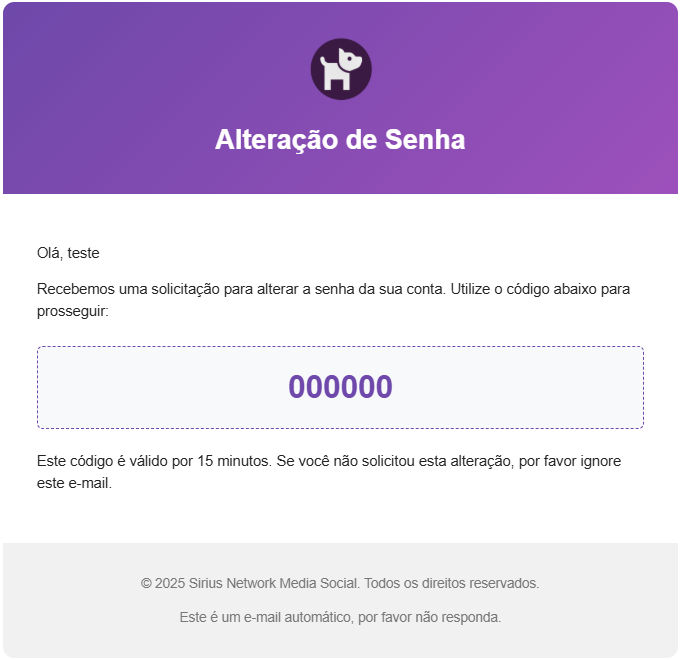 Alteração de Senha
Olá, teste
Recebemos uma solicitação para alterar a senha da sua conta. Utilize o código abaixo para
prosseguir:
000000
Este código é válido por 15 minutos. Se você não solicitou esta alteração, por favor ignore
este e-mail.
© 2025 Sirius Network Media Social. Todos os direitos reservados.
Este é um e-mail automático, por favor não responda.